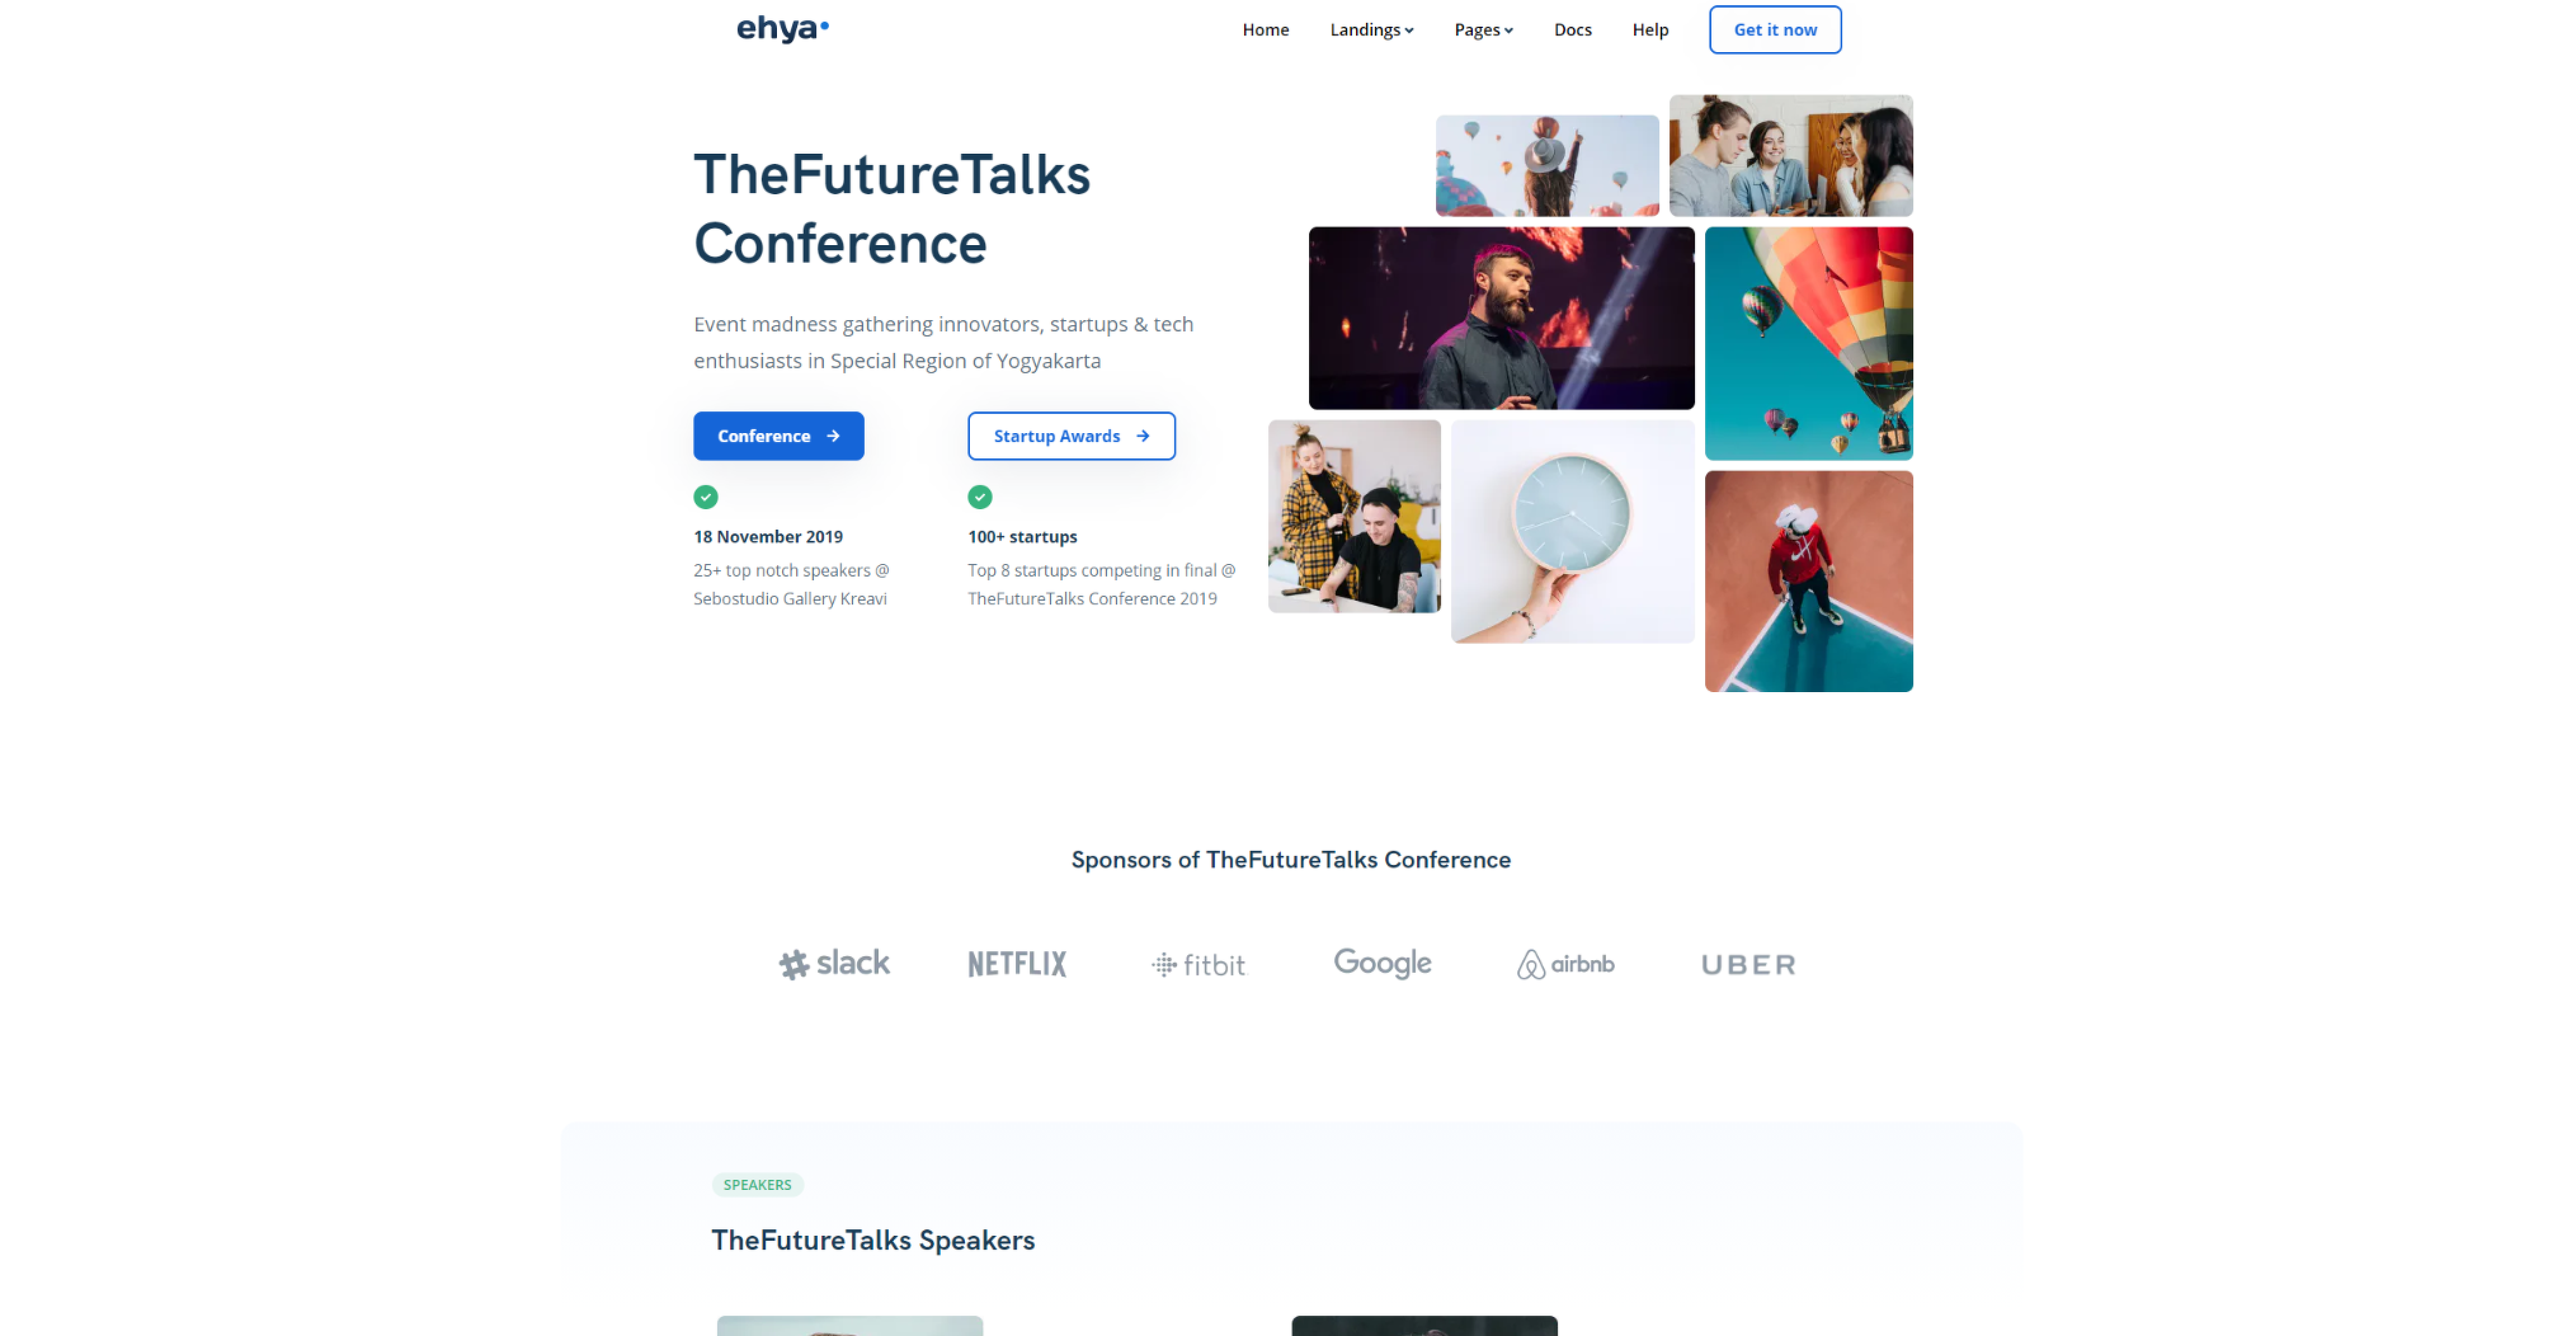 ehya
Home Landings Pages Docs Help Get it now
TheFutureTalks
Conference
Event madness gathering innovators, startups & tech
enthusiasts in Special Region of Yogyakarta
Conference
Startup Awards
18 November 2019
25+ top notch speakers @
Sebostudio Gallery Kreavi
100+ startups
Top 8 startups competing in final @
TheFutureTalks Conference 2019
Sponsors of TheFutureTalks Conference
slack NETFLIX fitbit Google airbnb UBER
SPEAKERS
TheFutureTalks Speakers